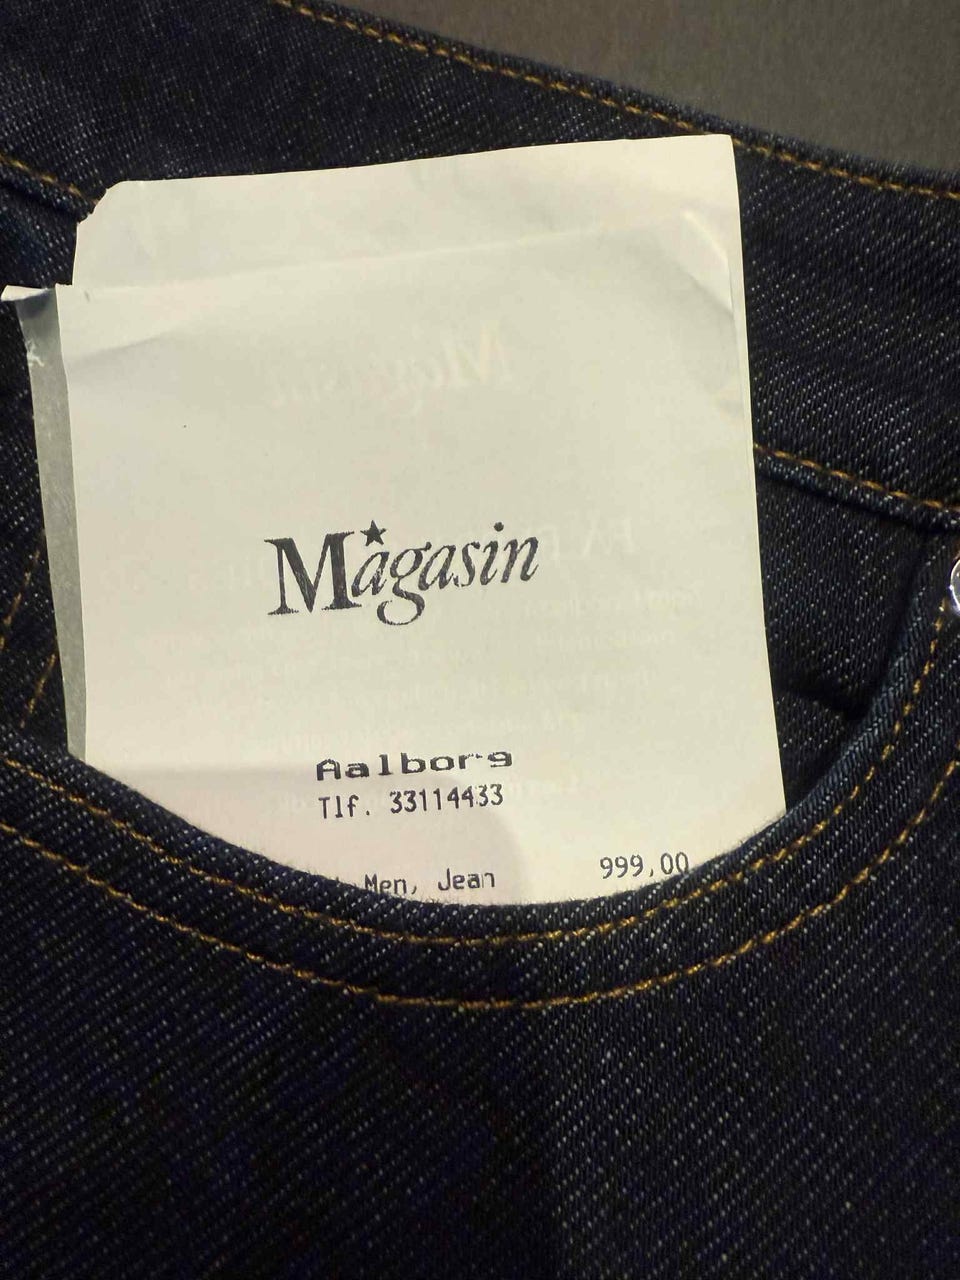 Magasin
Aalborg
Tlf. 33114433
Men, Jean 999,00